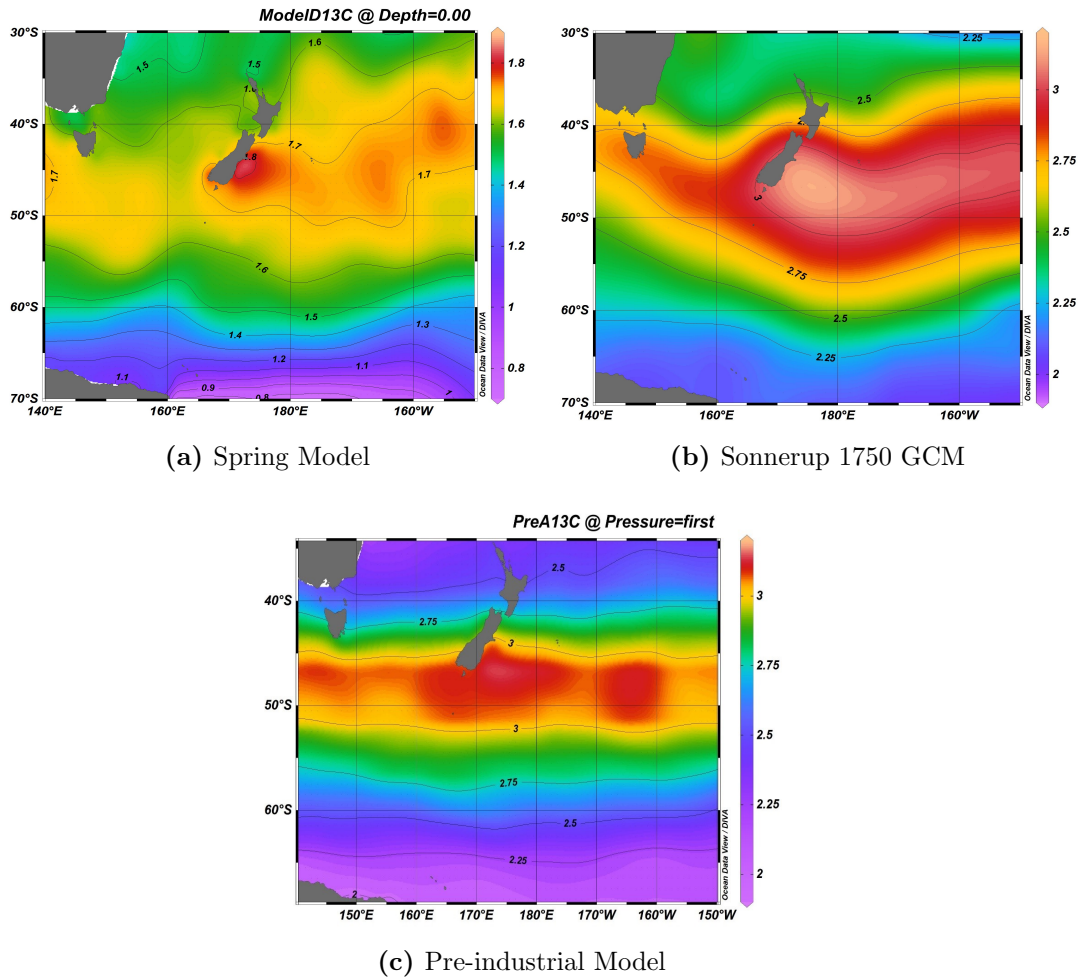 ModelD13C @ Depth=0.00
30°S
40°S
50°S
60°S
70°S
140°E
160°E
180°E
160°W
1.5
1.6
1.5
1.7
1.8
1.7
1.7
1.6
1.5
1.4
1.3
1.2
1.1
1.1
0.9
0.8
1
1.8
1.6
1.4
1.2
1
0.8
Ocean Data View / DIVA
(a) Spring Model
30°S
40°S
50°S
60°S
70°S
140°E
160°E
180°E
160°W
2.25
2.5
3
2.75
2.5
2.25
3
2.75
2.5
2.25
2
Ocean Data View / DIVA
(b) Sonnerup 1750 GCM
PreA13C @ Pressure=first
40°S
50°S
60°S
150°E
160°E
170°E
180°E
170°W
160°W
150°W
2.5
2.75
3
3
2.75
2.5
2.25
2
3
2.75
2.5
2.25
2
Ocean Data View / DIVA
(c) Pre-industrial Model